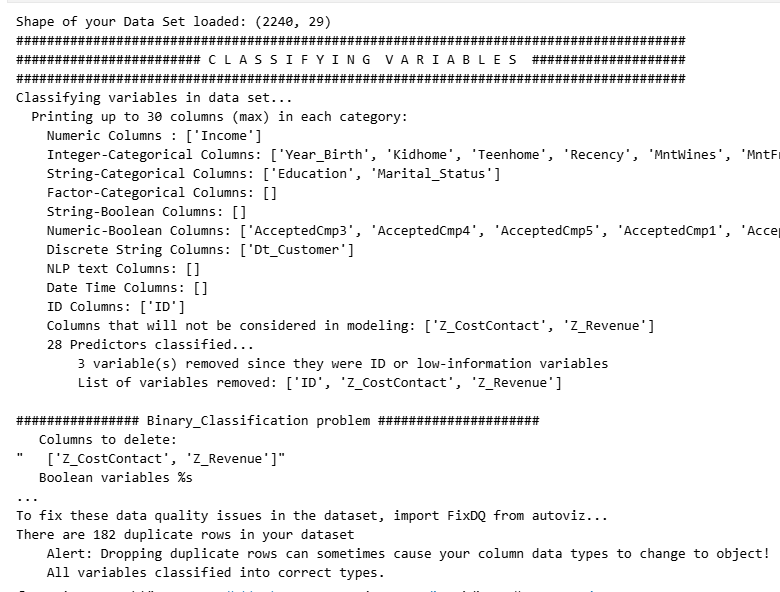 Shape of your Data Set loaded: (2240, 29)
#######################################################################################
######################## C L A S S I F Y I N G  V A R I A B L E S  ####################
#######################################################################################
Classifying variables in data set...
  Printing up to 30 columns (max) in each category:
    Numeric Columns : ['Income']
    Integer-Categorical Columns: ['Year_Birth', 'Kidhome', 'Teenhome', 'Recency', 'MntWines', 'MntFr
    String-Categorical Columns: ['Education', 'Marital_Status']
    Factor-Categorical Columns: []
    String-Boolean Columns: []
    Numeric-Boolean Columns: ['AcceptedCmp3', 'AcceptedCmp4', 'AcceptedCmp5', 'AcceptedCmp1', 'Accep
    Discrete String Columns: ['Dt_Customer']
    NLP text Columns: []
    Date Time Columns: []
    ID Columns: ['ID']
    Columns that will not be considered in modeling: ['Z_CostContact', 'Z_Revenue']
    28 Predictors classified...
        3 variable(s) removed since they were ID or low-information variables
        List of variables removed: ['ID', 'Z_CostContact', 'Z_Revenue']

################ Binary_Classification problem #####################
   Columns to delete:
"   ['Z_CostContact', 'Z_Revenue']"
   Boolean variables %s
...
To fix these data quality issues in the dataset, import FixDQ from autoviz...
There are 182 duplicate rows in your dataset
    Alert: Dropping duplicate rows can sometimes cause your column data types to change to object!
    All variables classified into correct types.